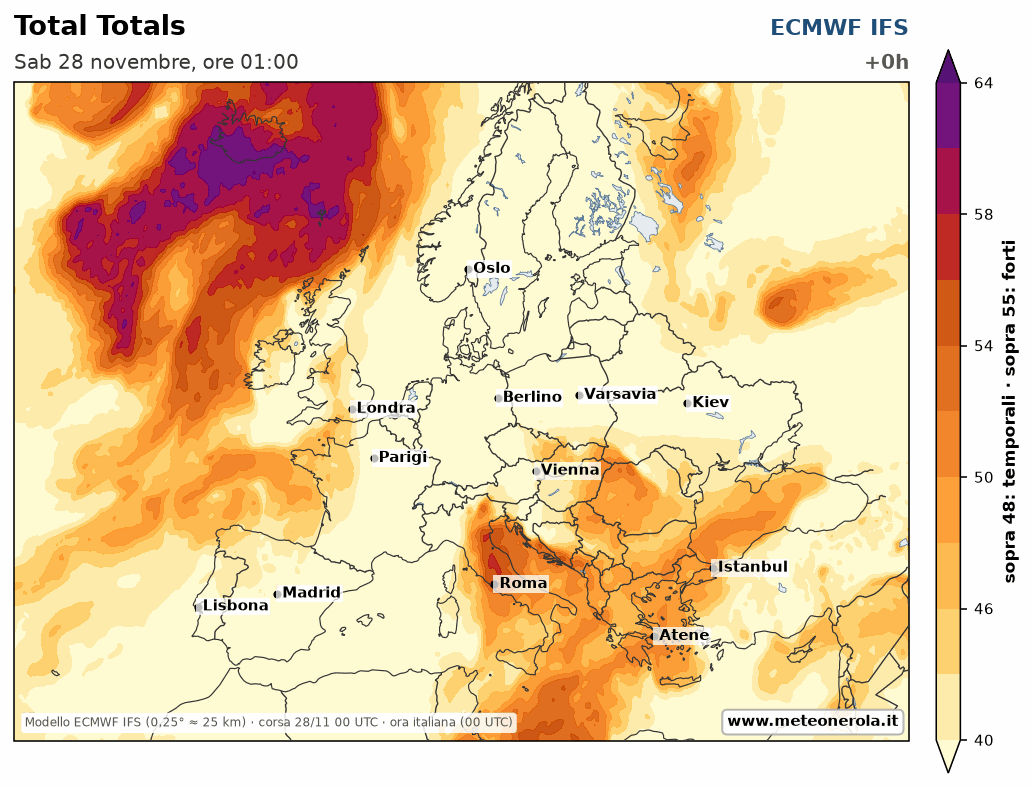 Total Totals
ECMWF IFS
Sab 28 novembre, ore 01:00
+0h
64
58
54
50
46
40
sopra 48: temporali · sopra 55: forti
Oslo
Berlino
Varsavia
Kiev
Londra
Parigi
Vienna
Istanbul
Roma
Madrid
Lisbona
Atene
Modello ECMWF IFS (0,25° ≈ 25 km) · corsa 28/11 00 UTC · ora italiana (00 UTC)
www.meteonerola.it